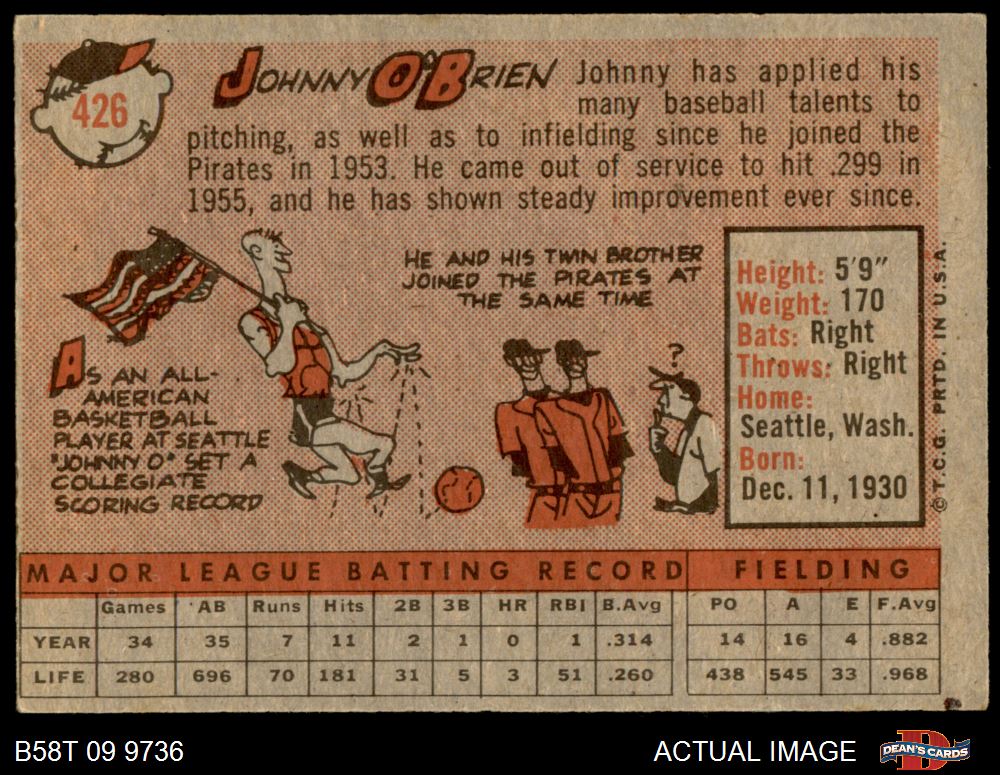 426
JOHNNY O'BRIEN
Johnny has applied his
many baseball talents to
pitching, as well as to infielding since he joined the
Pirates in 1953. He came out of service to hit .299 in
1955, and he has shown steady improvement ever since.
HE AND HIS TWIN BROTHER
JOINED THE PIRATES AT
THE SAME TIME
?
AS AN ALL-
AMERICAN
BASKETBALL
PLAYER AT SEATTLE
"JOHNNY O" SET A
COLLEGIATE
SCORING RECORD
Height: 5'9"
Weight: 170
Bats: Right
Throws: Right
Home:
Seattle, Wash.
Born:
Dec. 11, 1930
© T.C.G. PRTD. IN U.S.A.
MAJOR LEAGUE BATTING RECORD FIELDING
Games AB Runs Hits 2B 3B HR RBI B.Avg PO A E F.Avg
YEAR 34 35 7 11 2 1 0 1 .314 14 16 4 .882
LIFE 280 696 70 181 31 5 3 51 .260 438 545 33 .968
B58T 09 9736 ACTUAL IMAGE DEAN'S CARDS